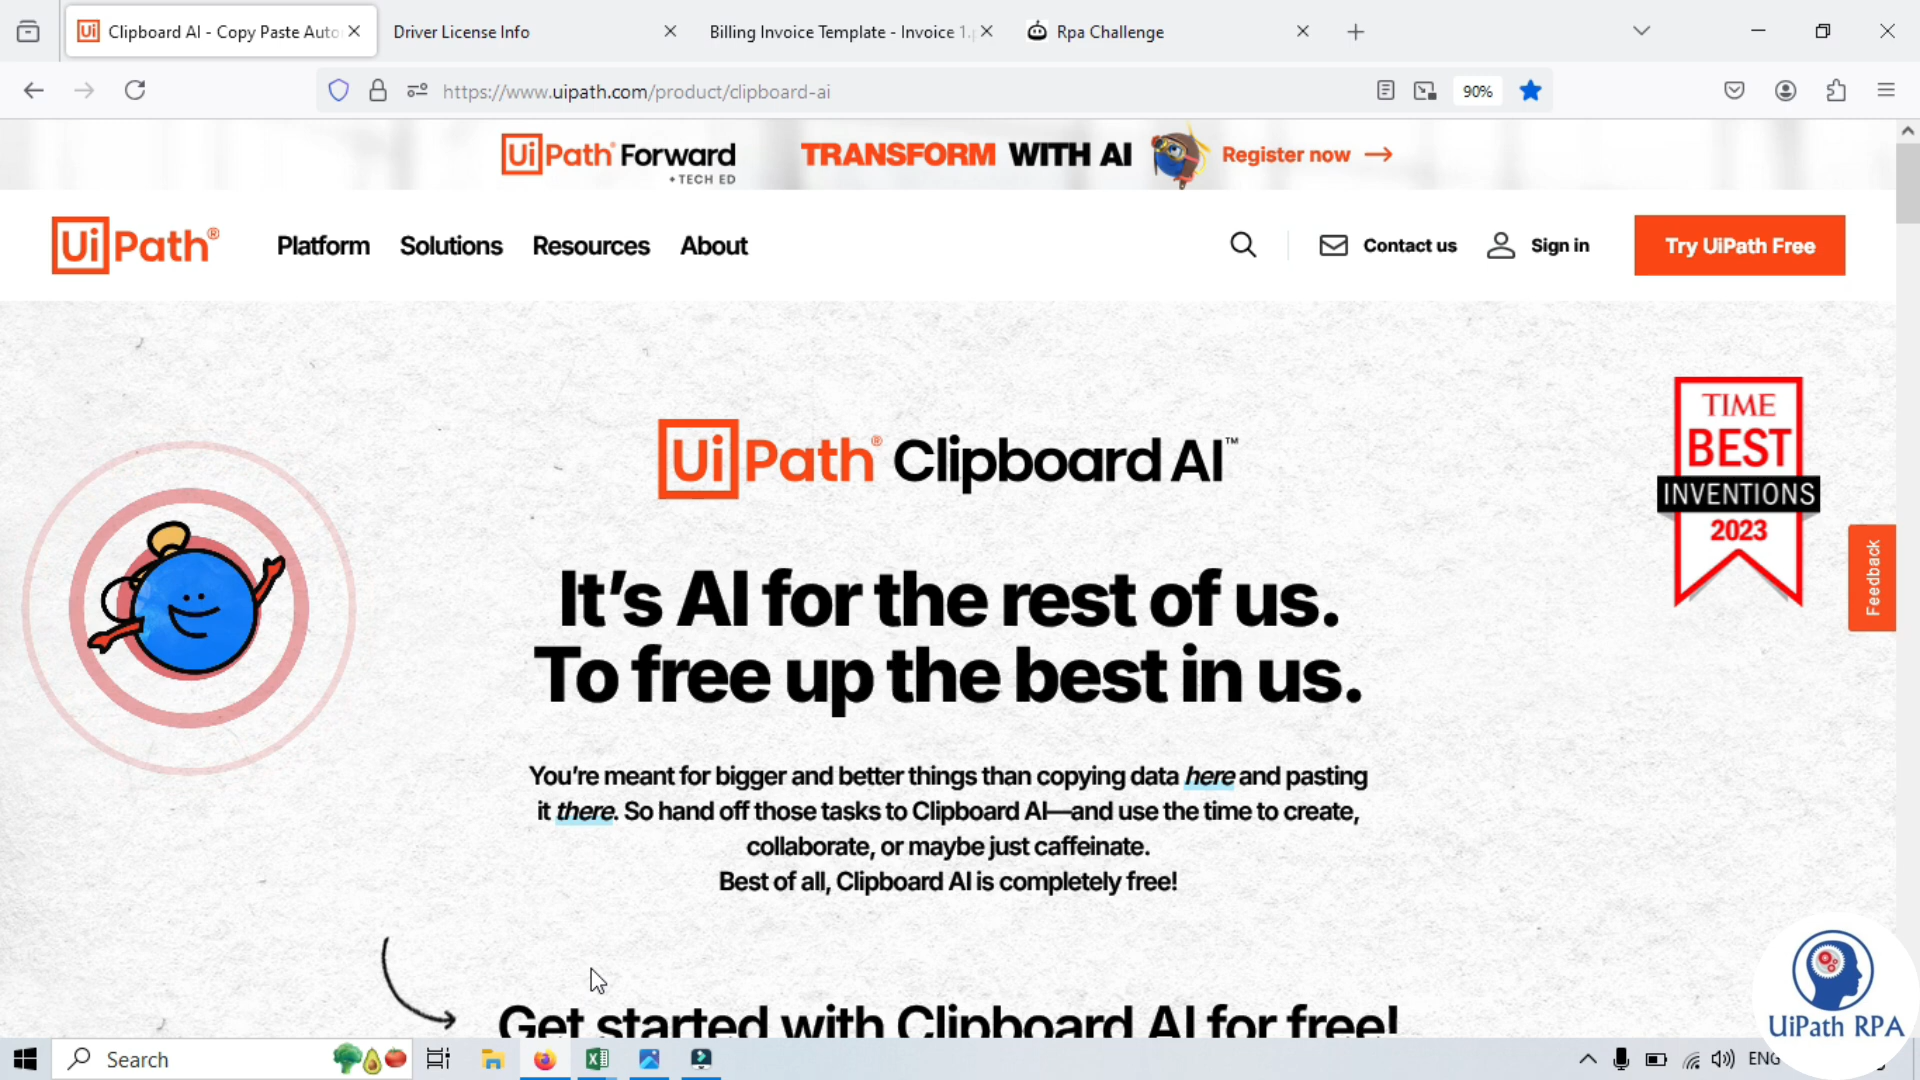 Clipboard AI - Copy Paste Auto
Driver License Info
Billing Invoice Template - Invoice 1.
Rpa Challenge
https://www.uipath.com/product/clipboard-ai
90%
UiPath Forward
+ TECH ED
TRANSFORM WITH AI
Register now
UiPath®
Platform
Solutions
Resources
About
Contact us
Sign in
Try UiPath Free
UiPath® Clipboard AI™
TIME
BEST
INVENTIONS
2023
It's AI for the rest of us.
To free up the best in us.
Feedback
You're meant for bigger and better things than copying data here and pasting
it there. So hand off those tasks to Clipboard AI—and use the time to create,
collaborate, or maybe just caffeinate.
Best of all, Clipboard AI is completely free!
Get started with Clipboard AI for free!
UiPath RPA
Search
ENG